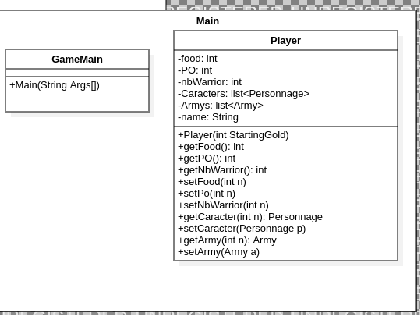 Main
GameMain
+Main(String Args[])
Player
-food: int
-PO: int
-nbWarrior: int
-Caracters: list<Personnage>
-Armys: list<Army>
-name: String
+Player(int StartingGold)
+getFood(): int
+getPO(): int
+getNbWarrior(): int
+setFood(int n)
+setPo(int n)
+setNbWarrior(int n)
+getCaracter(int n): Personnage
+setCaracter(Personnage p)
+getArmy(int n): Army
+setArmy(Army a)